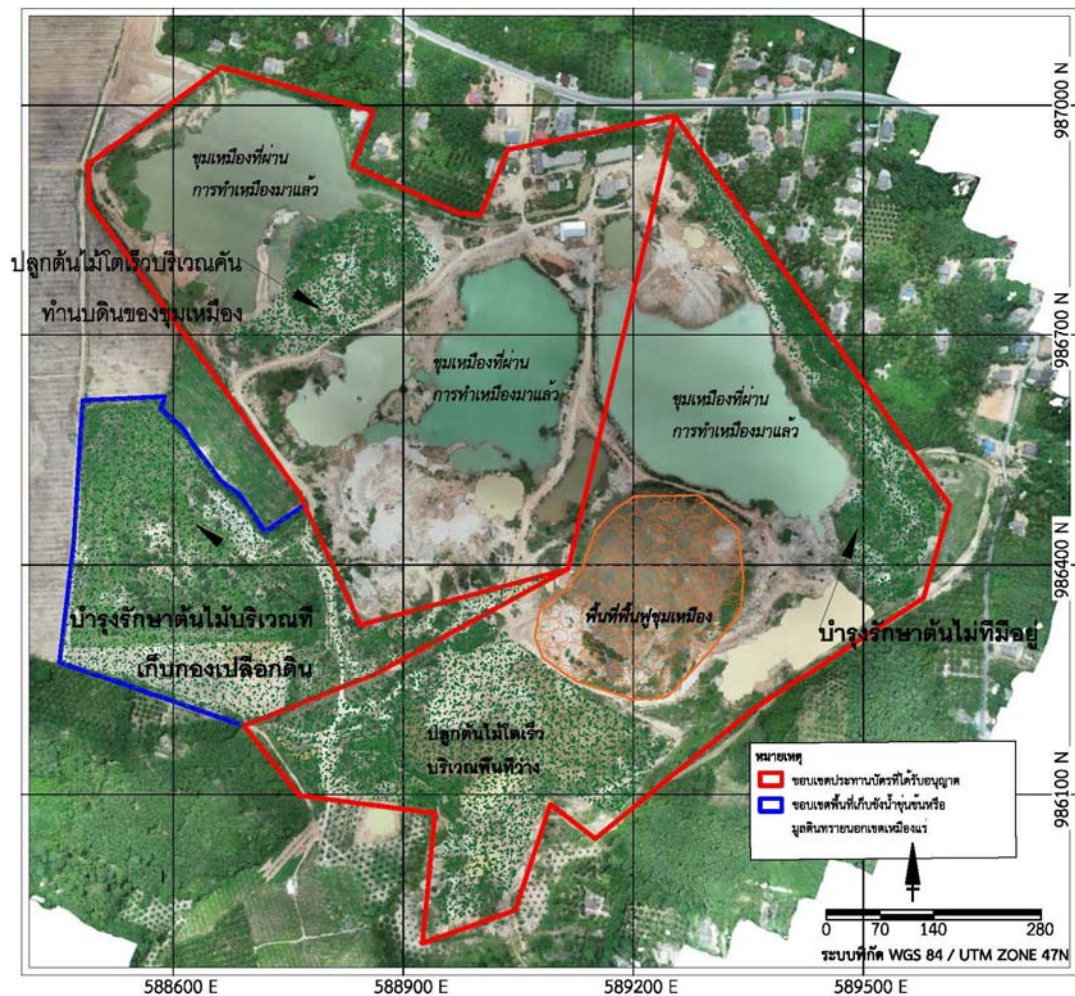 987000 N
ขุมเหมืองที่ผ่าน
การทำเหมืองมาแล้ว
ปลูกต้นไม้โตเร็วบริเวณคัน
ทำนบดินของขุมเหมือง
986700 N
ขุมเหมืองที่ผ่าน
การทำเหมืองมาแล้ว
ขุมเหมืองที่ผ่าน
การทำเหมืองมาแล้ว
986400 N
บำรุงรักษาต้นไม้บริเวณที่
เก็บกองเปลือกดิน
พื้นที่ฟื้นฟูขุมเหมือง
บำรุงรักษาต้นไม่ที่มีอยู่
ปลูกต้นไม้โตเร็ว
บริเวณพื้นที่ว่าง
หมายเหตุ
ขอบเขตประทานบัตรที่ได้รับอนุญาต
ขอบเขตพื้นที่เก็บขังน้ำขุ่นข้นหรือ
มูลดินทรายนอกเขตเหมืองแร่
986100 N
0 70 140 280
ระบบพิกัด WGS 84 / UTM ZONE 47N
588600 E 588900 E 589200 E 589500 E